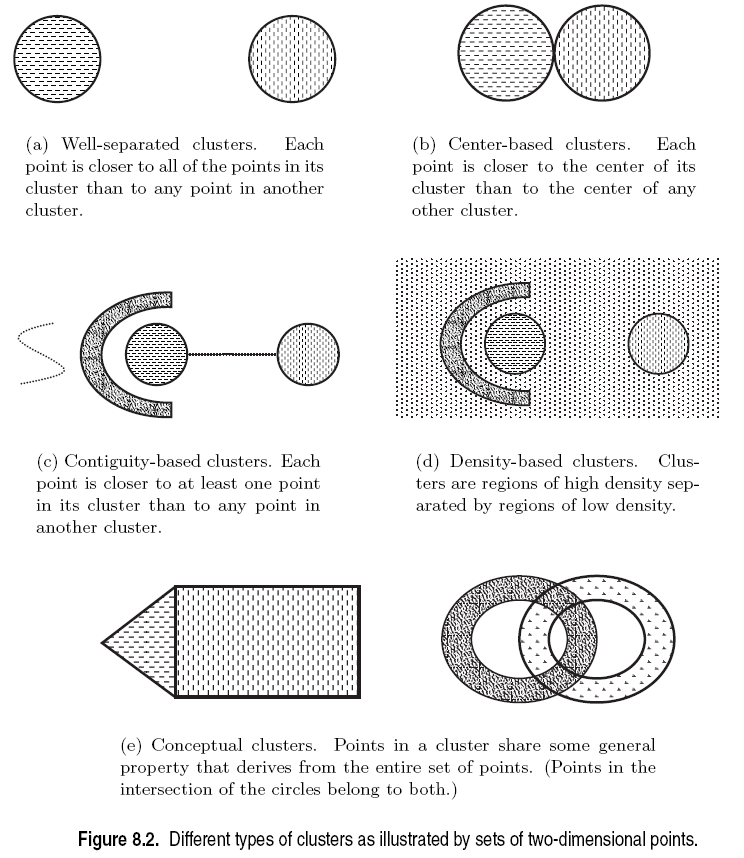 (a) Well-separated clusters. Each
point is closer to all of the points in its
cluster than to any point in another
cluster.
(b) Center-based clusters. Each
point is closer to the center of its
cluster than to the center of any
other cluster.
(c) Contiguity-based clusters. Each
point is closer to at least one point
in its cluster than to any point in
another cluster.
(d) Density-based clusters. Clus-
ters are regions of high density sep-
arated by regions of low density.
(e) Conceptual clusters. Points in a cluster share some general
property that derives from the entire set of points. (Points in the
intersection of the circles belong to both.)
Figure 8.2. Different types of clusters as illustrated by sets of two-dimensional points.